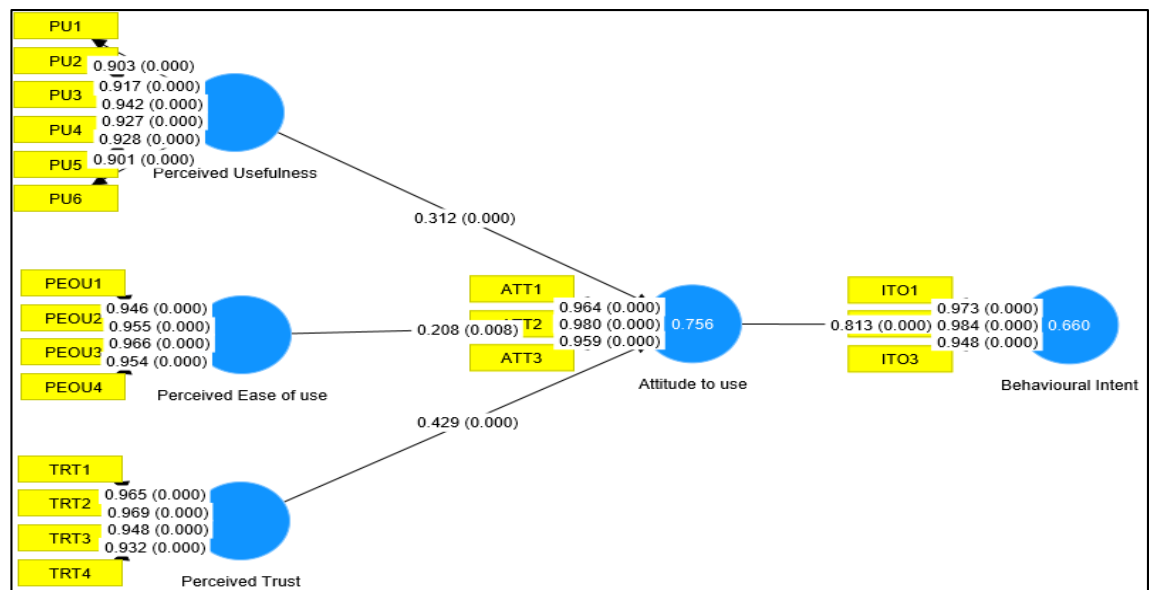 PU1
PU2
PU3
PU4
PU5
PU6
0.903 (0.000)
0.917 (0.000)
0.942 (0.000)
0.927 (0.000)
0.928 (0.000)
0.901 (0.000)
Perceived Usefulness
0.312 (0.000)
PEOU1
PEOU2
PEOU3
PEOU4
0.946 (0.000)
0.955 (0.000)
0.966 (0.000)
0.954 (0.000)
Perceived Ease of use
0.208 (0.008)
ATT1
T2
ATT3
0.964 (0.000)
0.980 (0.000)
0.959 (0.000)
0.756
Attitude to use
0.813 (0.000)
ITO1
ITO3
0.973 (0.000)
0.984 (0.000)
0.948 (0.000)
0.660
Behavioural Intent
0.429 (0.000)
TRT1
TRT2
TRT3
TRT4
0.965 (0.000)
0.969 (0.000)
0.948 (0.000)
0.932 (0.000)
Perceived Trust